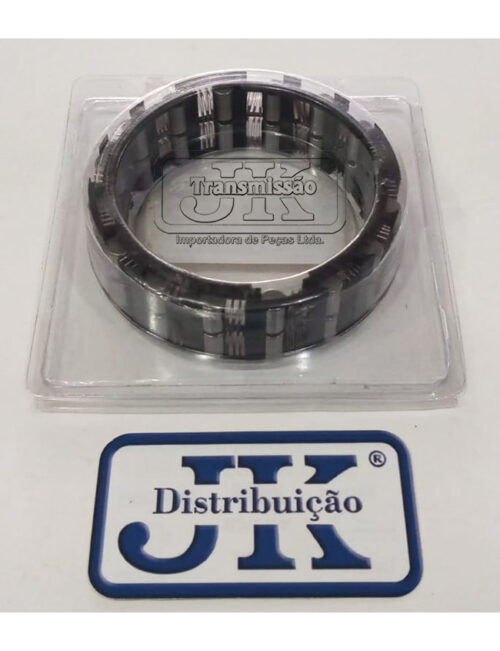 Transmissão
JK
Importadora de Peças Ltda.
JK ®
Distribuição